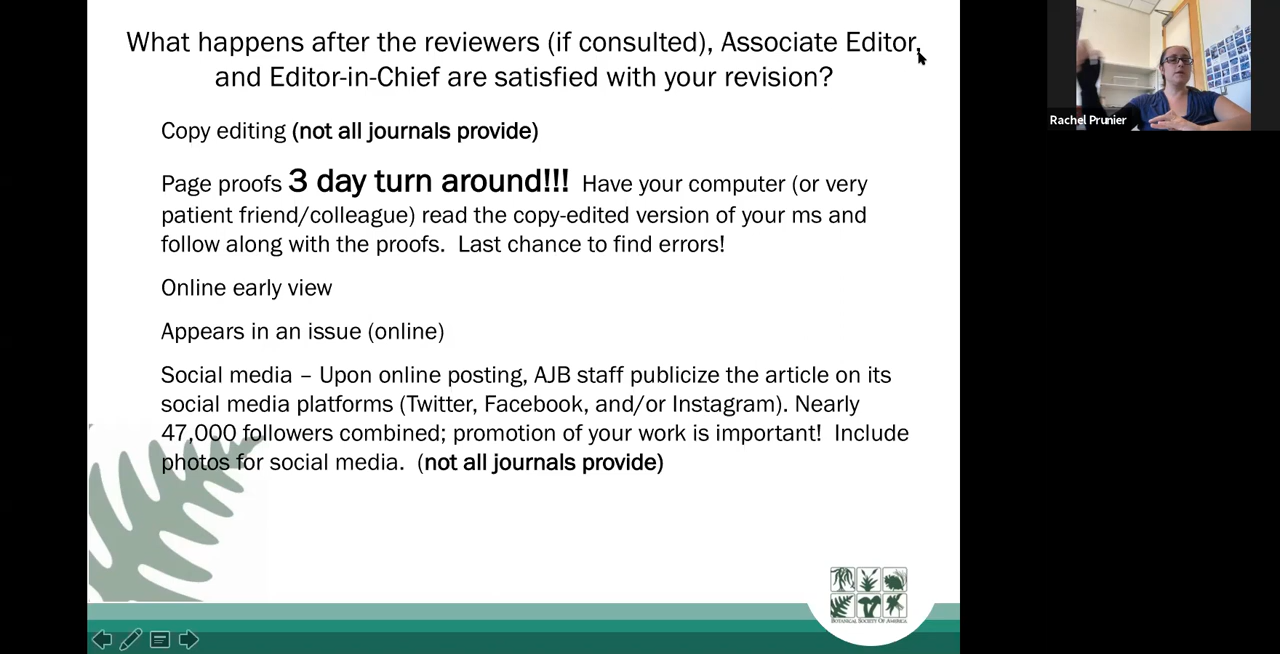 What happens after the reviewers (if consulted), Associate Editor,
and Editor-in-Chief are satisfied with your revision?
Rachel Prunier
Copy editing (not all journals provide)
Page proofs 3 day turn around!!! Have your computer (or very
patient friend/colleague) read the copy-edited version of your ms and
follow along with the proofs. Last chance to find errors!
Online early view
Appears in an issue (online)
Social media – Upon online posting, AJB staff publicize the article on its
social media platforms (Twitter, Facebook, and/or Instagram). Nearly
47,000 followers combined; promotion of your work is important! Include
photos for social media. (not all journals provide)
BOTANICAL SOCIETY OF AMERICA